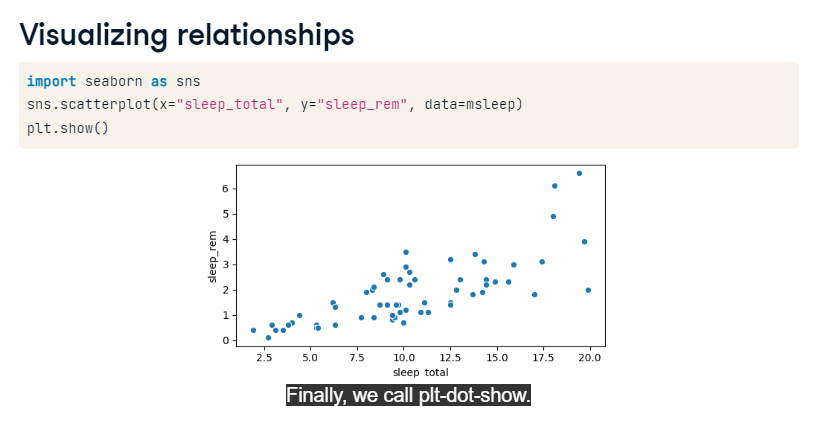 Visualizing relationships
import seaborn as sns
sns.scatterplot(x="sleep_total", y="sleep_rem", data=msleep)
plt.show()
6
5
4
3
2
1
0
sleep_rem
2.5 5.0 7.5 10.0 12.5 15.0 17.5 20.0
sleep_total
Finally, we call plt-dot-show.